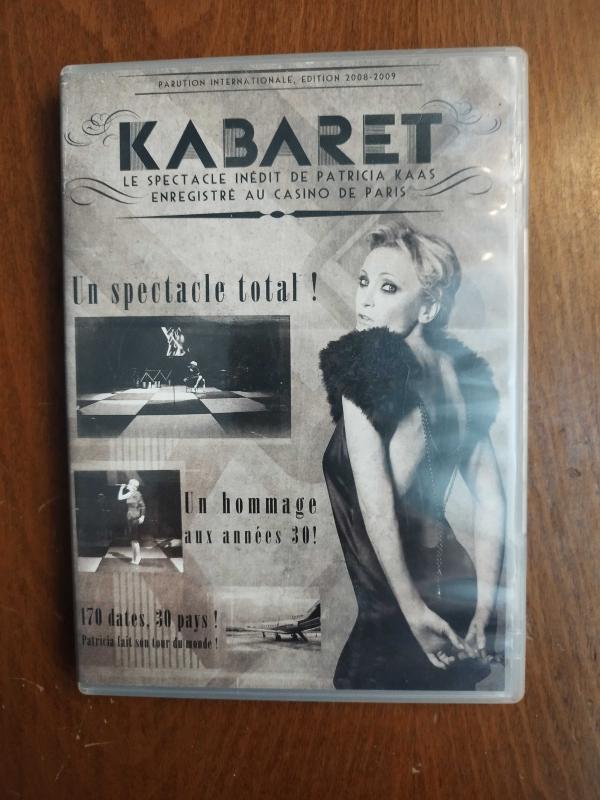 PARUTION INTERNATIONALE, EDITION 2008-2009
KABARET
LE SPECTACLE INÉDIT DE PATRICIA KAAS
ENREGISTRÉ AU CASINO DE PARIS
Un spectacle total !
Un hommage
aux années 30!
170 dates, 30 pays !
Patricia fait son tour du monde !